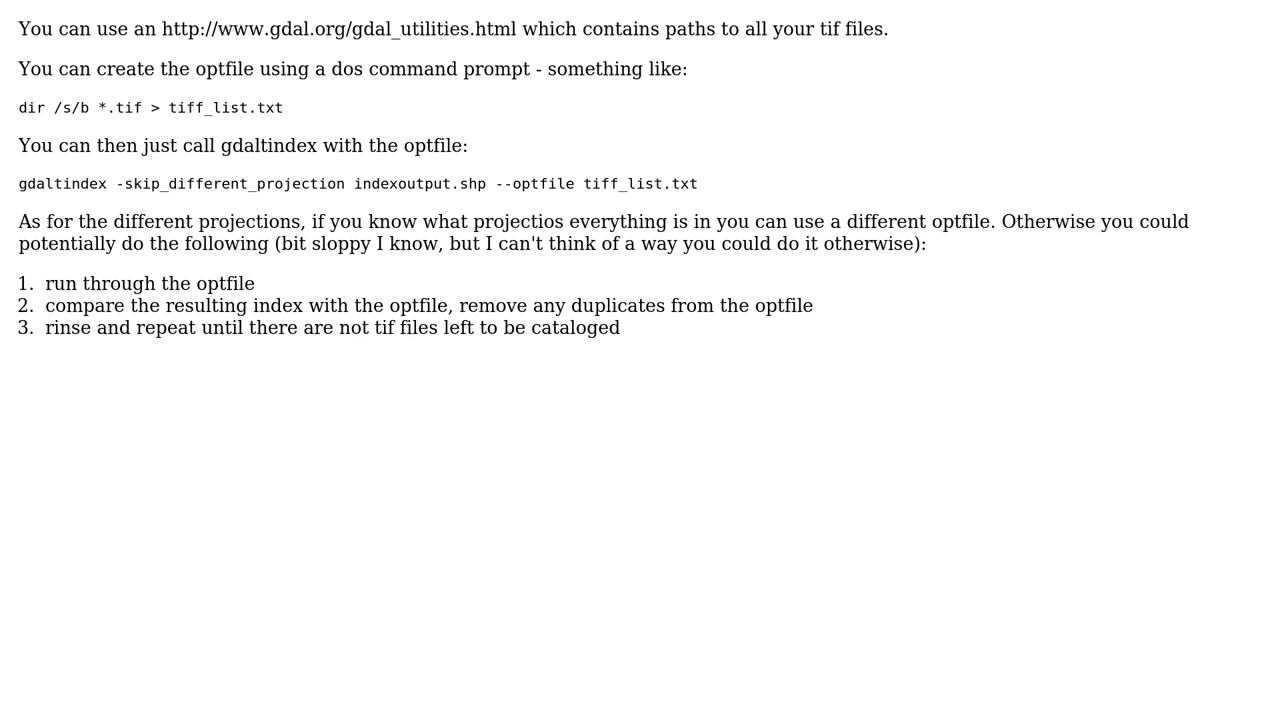 You can use an http://www.gdal.org/gdal_utilities.html which contains paths to all your tif files.
You can create the optfile using a dos command prompt - something like:
dir /s/b *.tif > tiff_list.txt
You can then just call gdaltindex with the optfile:
gdaltindex -skip_different_projection indexoutput.shp --optfile tiff_list.txt
As for the different projections, if you know what projectios everything is in you can use a different optfile. Otherwise you could
potentially do the following (bit sloppy I know, but I can't think of a way you could do it otherwise):
1. run through the optfile
2. compare the resulting index with the optfile, remove any duplicates from the optfile
3. rinse and repeat until there are not tif files left to be cataloged